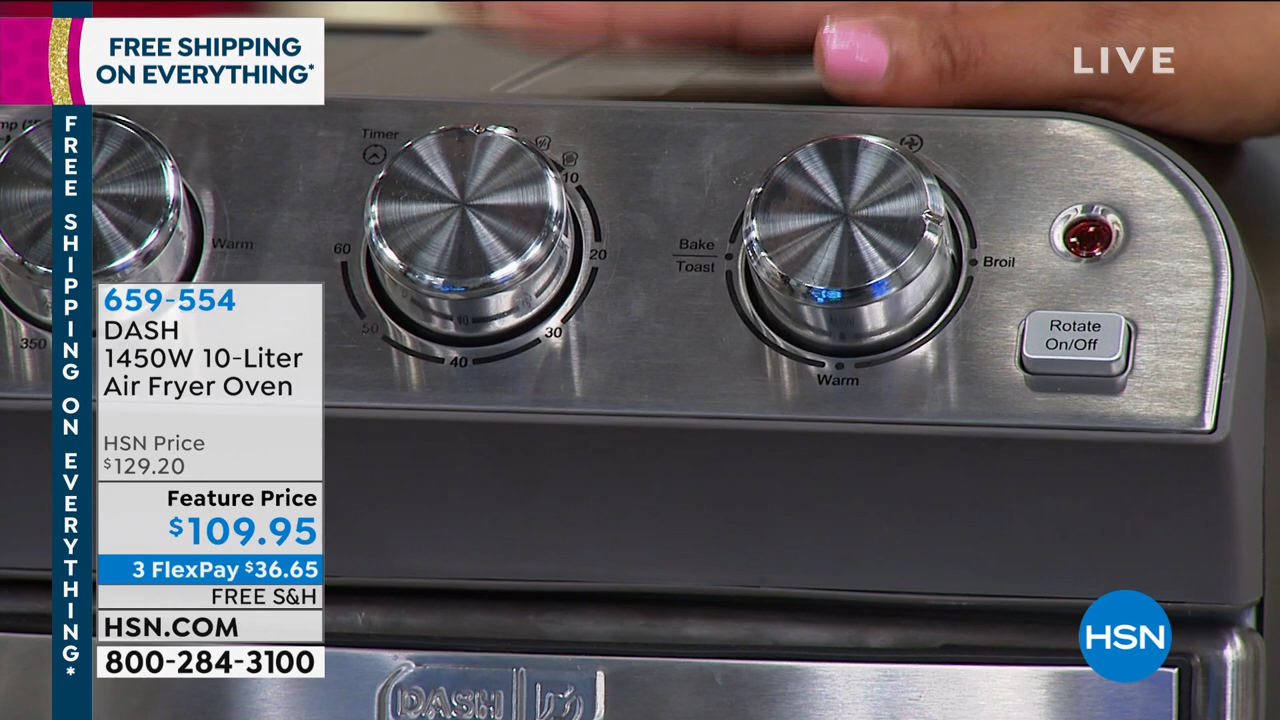 FREE SHIPPING
ON EVERYTHING*
LIVE
FREE SHIPPING ON EVERYTHING*
Timer
10
20
30
40
50
60
Warm
350
Bake
Toast
Broil
Warm
Rotate
On/Off
659-554
DASH
1450W 10-Liter
Air Fryer Oven
HSN Price
$129.20
Feature Price
$109.95
3 FlexPay $36.65
FREE S&H
HSN.COM
800-284-3100
HSN
DASH